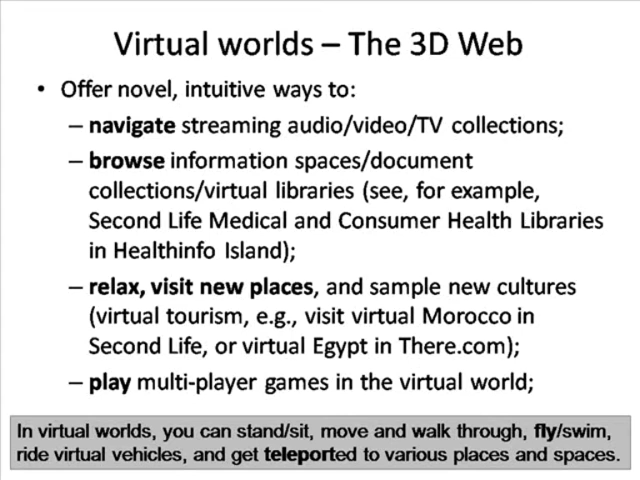 Virtual worlds – The 3D Web
• Offer novel, intuitive ways to:
– navigate streaming audio/video/TV collections;
– browse information spaces/document
collections/virtual libraries (see, for example,
Second Life Medical and Consumer Health Libraries
in Healthinfo Island);
– relax, visit new places, and sample new cultures
(virtual tourism, e.g., visit virtual Morocco in
Second Life, or virtual Egypt in There.com);
– play multi-player games in the virtual world;
In virtual worlds, you can stand/sit, move and walk through, fly/swim,
ride virtual vehicles, and get teleported to various places and spaces.